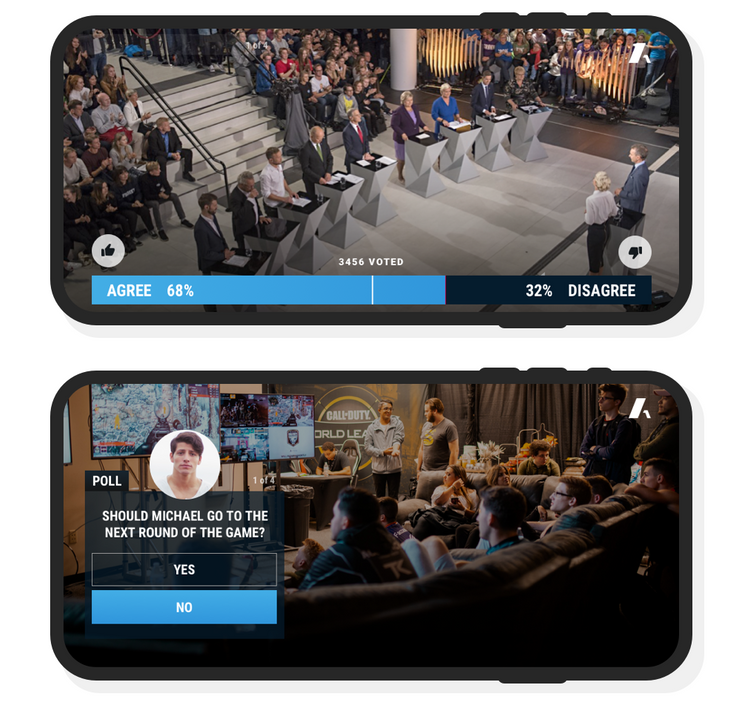 1 of 4
3456 VOTED
AGREE 68%
32% DISAGREE
CALL OF DUTY
WORLD LEA
POLL
1 of 4
SHOULD MICHAEL GO TO THE
NEXT ROUND OF THE GAME?
YES
NO